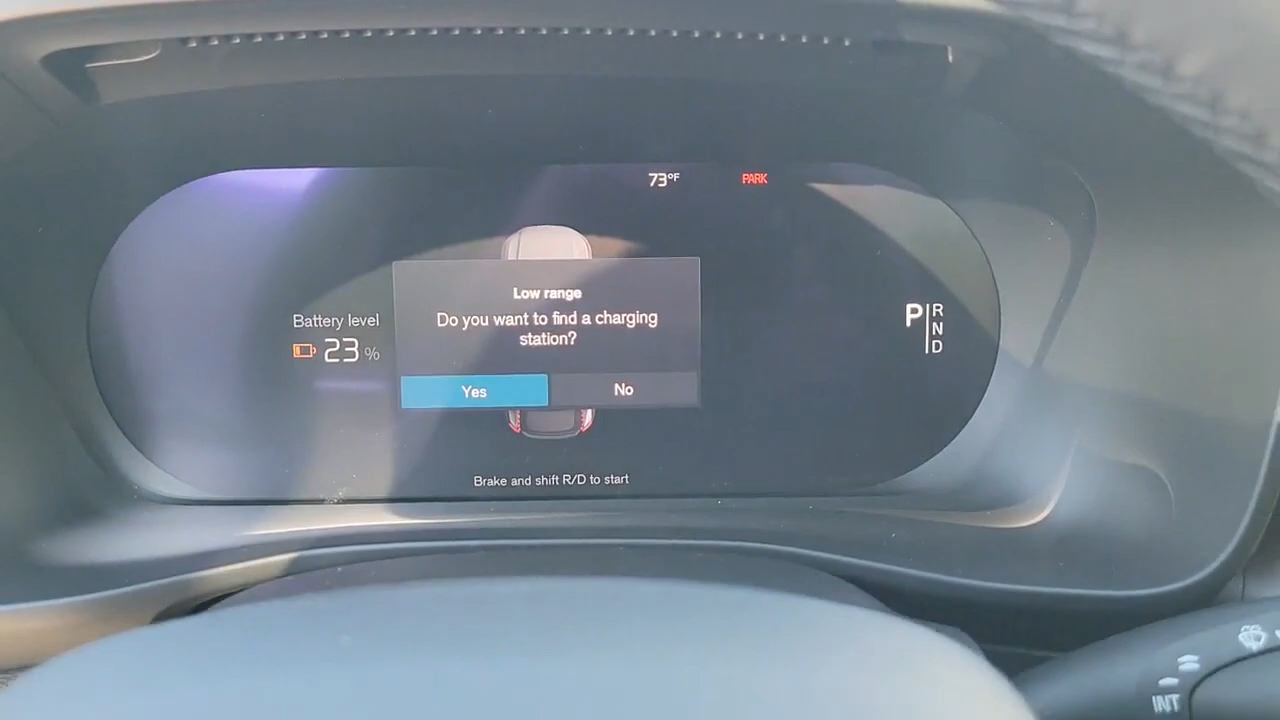 73°F
PARK
Low range
Do you want to find a charging
station?
Yes
No
Battery level
23 %
P
R
N
D
Brake and shift R/D to start
INT